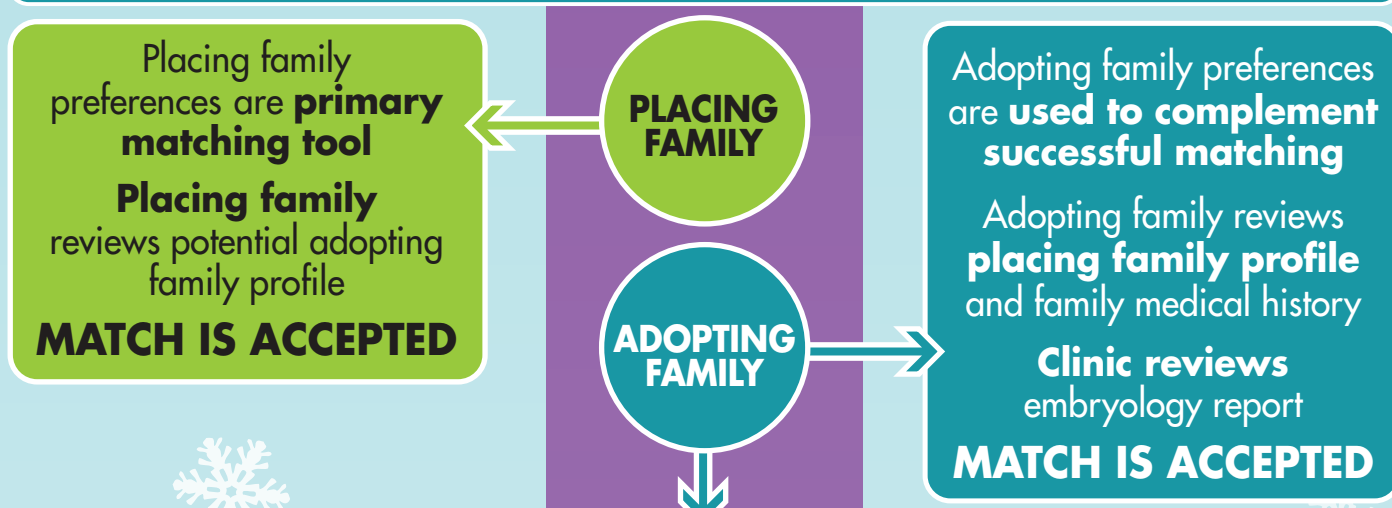 Placing family
preferences are primary
matching tool
Placing family
reviews potential adopting
family profile
MATCH IS ACCEPTED
PLACING
FAMILY
ADOPTING
FAMILY
Adopting family preferences
are used to complement
successful matching
Adopting family reviews
placing family profile
and family medical history
Clinic reviews
embryology report
MATCH IS ACCEPTED